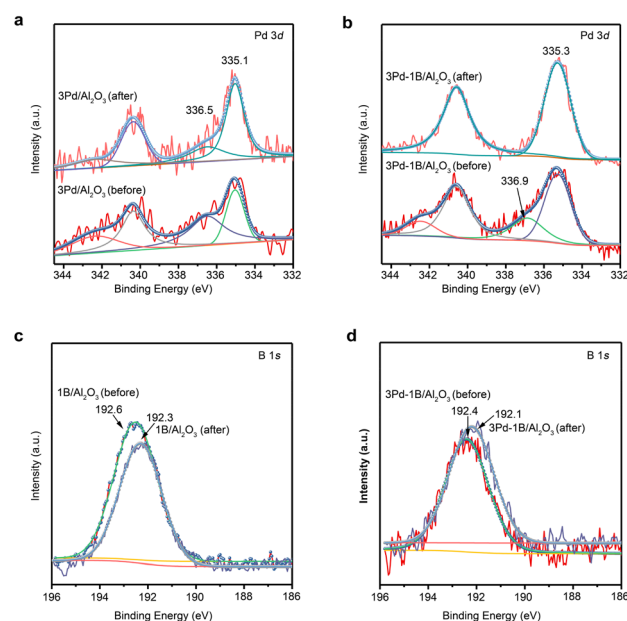 a
Pd 3d
335.1
3Pd/Al₂O₃ (after)
336.5
3Pd/Al₂O₃ (before)
Intensity (a.u.)
344 342 340 338 336 334 332
Binding Energy (eV)
b
Pd 3d
335.3
3Pd-1B/Al₂O₃ (after)
3Pd-1B/Al₂O₃ (before)
336.9
Intensity (a.u.)
344 342 340 338 336 334 332
Binding Energy (eV)
c
B 1s
1B/Al₂O₃ (before)
192.6
192.3
1B/Al₂O₃ (after)
Intensity (a.u.)
196 194 192 190 188 186
Binding Energy (eV)
d
B 1s
3Pd-1B/Al₂O₃ (before)
192.4
192.1
3Pd-1B/Al₂O₃ (after)
Intensity (a.u.)
196 194 192 190 188 186
Binding Energy (eV)